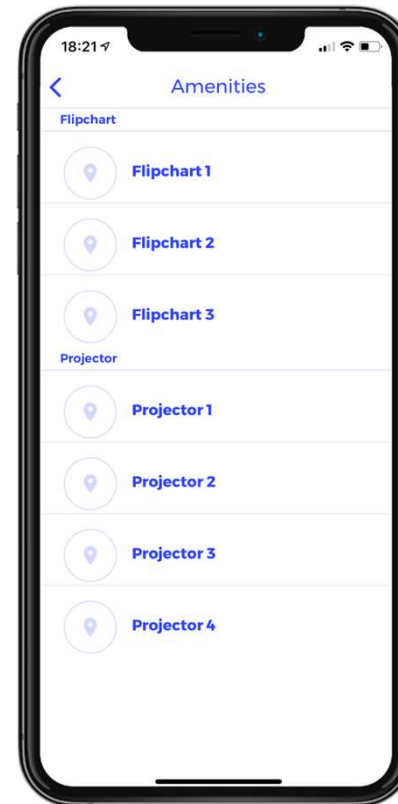 18:21
Amenities
Flipchart
Flipchart 1
Flipchart 2
Flipchart 3
Projector
Projector 1
Projector 2
Projector 3
Projector 4